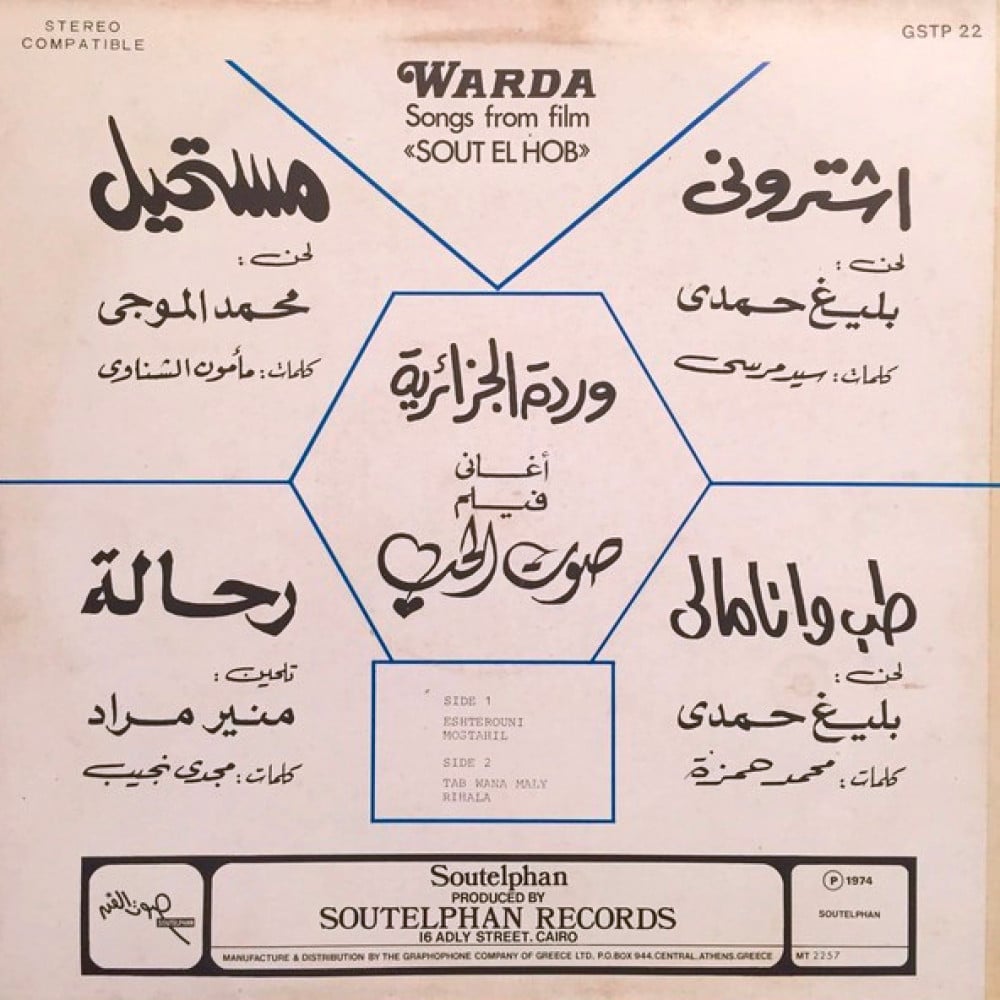 STEREO
COMPATIBLE
GSTP 22
WARDA
Songs from film
«SOUT EL HOB»
اشترونى
لحن :
بليغ حمدى
كلمات : سيد مرسى
مستحيل
لحن :
محمد الموجى
كلمات : مأمون الشناوى
وردة الجزائرية
أغانى
فيلم
صوت الحب
طب وانا مالى
لحن :
بليغ حمدى
كلمات : محمد حمزة
رحالة
تلحين :
منير مراد
كلمات : مجدى نجيب
SIDE 1
ESHTEROUNI
MOSTAHIL
SIDE 2
TAB WANA MALY
RIHALA
صوت الفن
SOUTELPHAN
Soutelphan
PRODUCED BY
SOUTELPHAN RECORDS
16 ADLY STREET. CAIRO
MANUFACTURE & DISTRIBUTION BY THE GRAPHOPHONE COMPANY OF GREECE LTD. P.O.BOX 944.CENTRAL.ATHENS.GREECE
Ⓟ 1974
SOUTELPHAN
MT 2257